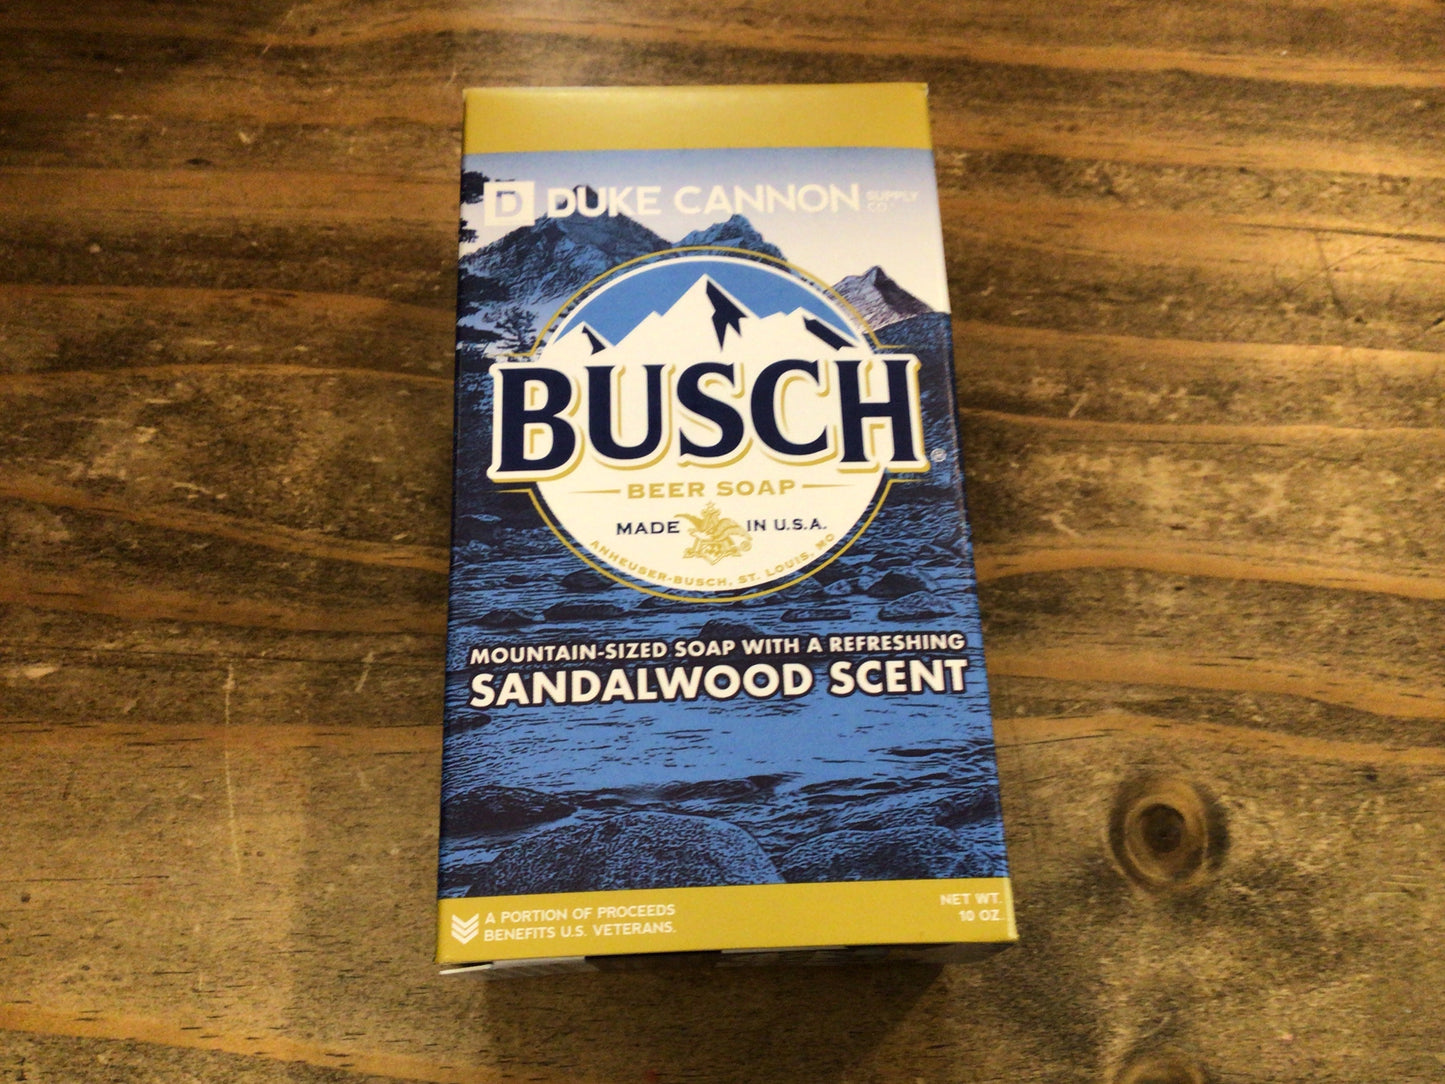 D DUKE CANNON SUPPLY CO.
BUSCH®
BEER SOAP
MADE IN U.S.A.
ANHEUSER-BUSCH, ST. LOUIS, MO
MOUNTAIN-SIZED SOAP WITH A REFRESHING
SANDALWOOD SCENT
A PORTION OF PROCEEDS
BENEFITS U.S. VETERANS.
NET WT.
10 OZ.